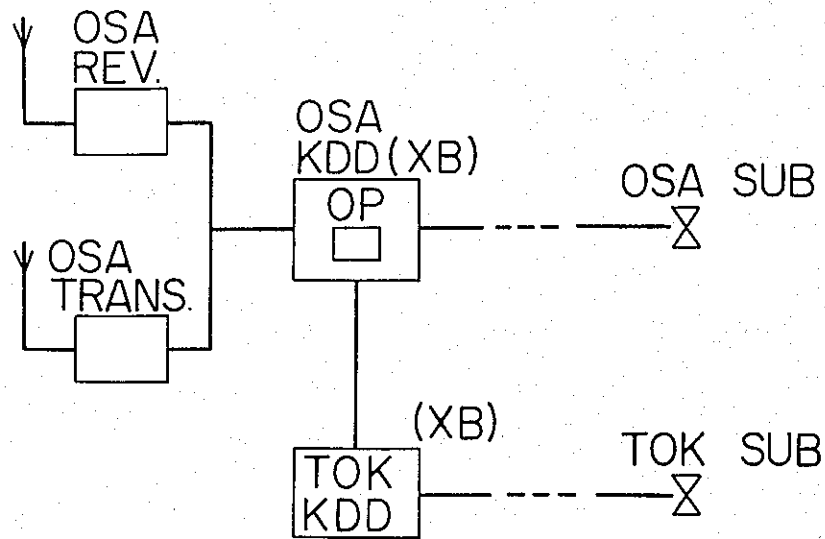 OSA
REV.
OSA
KDD(XB)
OP
OSA SUB
OSA
TRANS.
(XB)
TOK
KDD
TOK SUB